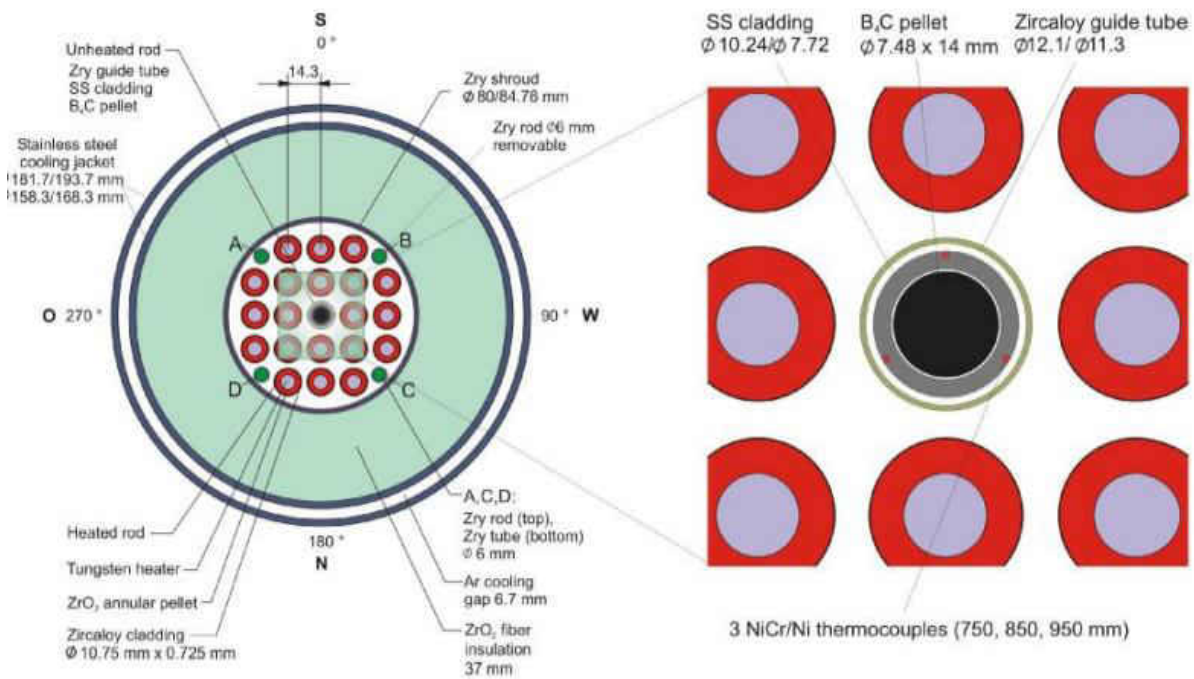 S
0°
Unheated rod
Zry guide tube
SS cladding
B,C pellet
14.3
Zry shroud
Ø 80/84.78 mm
Zry rod Ø6 mm
removable
Stainless steel
cooling jacket
181.7/193.7 mm
158.3/168.3 mm
A
B
O 270 °
90 ° W
D
C
Heated rod
Tungsten heater
ZrO₂ annular pellet
Zircaloy cladding
Ø 10.75 mm x 0.725 mm
180 °
N
A,C,D:
Zry rod (top),
Zry tube (bottom)
Ø 6 mm
Ar cooling
gap 6.7 mm
ZrO₂ fiber
insulation
37 mm
SS cladding
Ø 10.24/Ø 7.72
B₄C pellet
Ø 7.48 x 14 mm
Zircaloy guide tube
Ø12.1/ Ø11.3
3 NiCr/Ni thermocouples (750, 850, 950 mm)